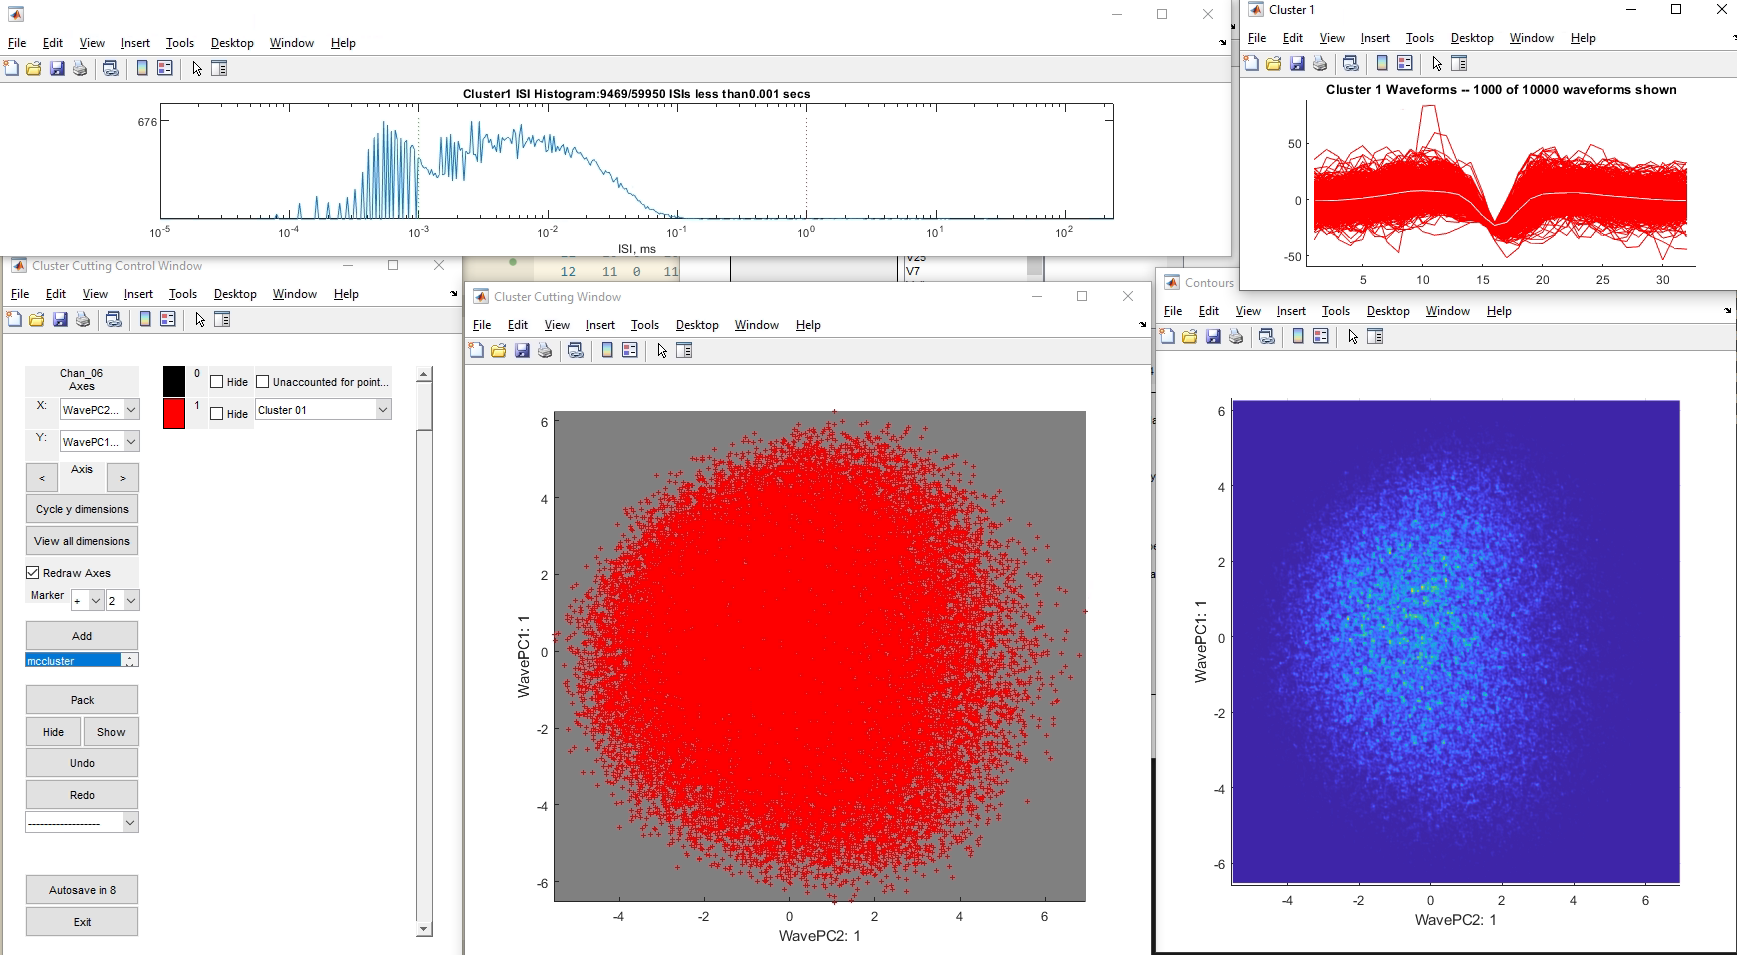 File Edit View Insert Tools Desktop Window Help
Cluster1 ISI Histogram:9469/59950 ISIs less than0.001 secs
676
10-5 10-4 10-3 10-2 10-1 100 101 102
ISI, ms
Cluster 1
File Edit View Insert Tools Desktop Window Help
Cluster 1 Waveforms -- 1000 of 10000 waveforms shown
50
0
-50
5 10 15 20 25 30
12 11 0 11
V25
V7
Cluster Cutting Control Window
File Edit View Insert Tools Desktop Window Help
Chan_06
Axes
X: WavePC2...
Y: WavePC1...
< Axis >
Cycle y dimensions
View all dimensions
Redraw Axes
Marker + 2
Add
mccluster
Pack
Hide Show
Undo
Redo
------------------
Autosave in 8
Exit
0 Hide Unaccounted for point...
1 Hide Cluster 01
Cluster Cutting Window
File Edit View Insert Tools Desktop Window Help
6
4
2
0
-2
-4
-6
WavePC1: 1
-4 -2 0 2 4 6
WavePC2: 1
Contours
File Edit View Insert Tools Desktop Window Help
6
4
2
0
-2
-4
-6
WavePC1: 1
-4 -2 0 2 4 6
WavePC2: 1